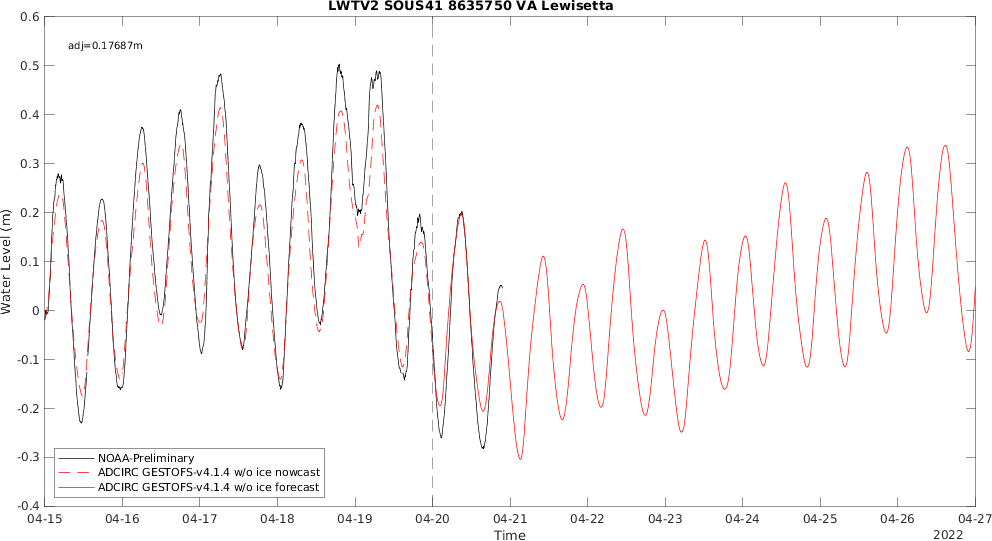 LWTV2 SOUS41 8635750 VA Lewisetta
adj=0.17687m
Water Level (m)
0.6
0.5
0.4
0.3
0.2
0.1
0
-0.1
-0.2
-0.3
-0.4
NOAA-Preliminary
ADCIRC GESTOFS-v4.1.4 w/o ice nowcast
ADCIRC GESTOFS-v4.1.4 w/o ice forecast
04-15 04-16 04-17 04-18 04-19 04-20 04-21 04-22 04-23 04-24 04-25 04-26 04-27
Time
2022